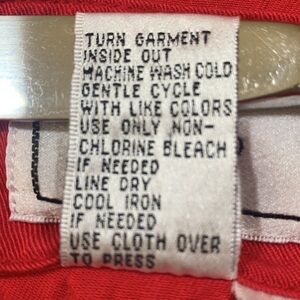 TURN GARMENT
INSIDE OUT
MACHINE WASH COLD
GENTLE CYCLE
WITH LIKE COLORS
USE ONLY NON-
CHLORINE BLEACH
IF NEEDED
LINE DRY
COOL IRON
IF NEEDED
USE CLOTH OVER
TO PRESS